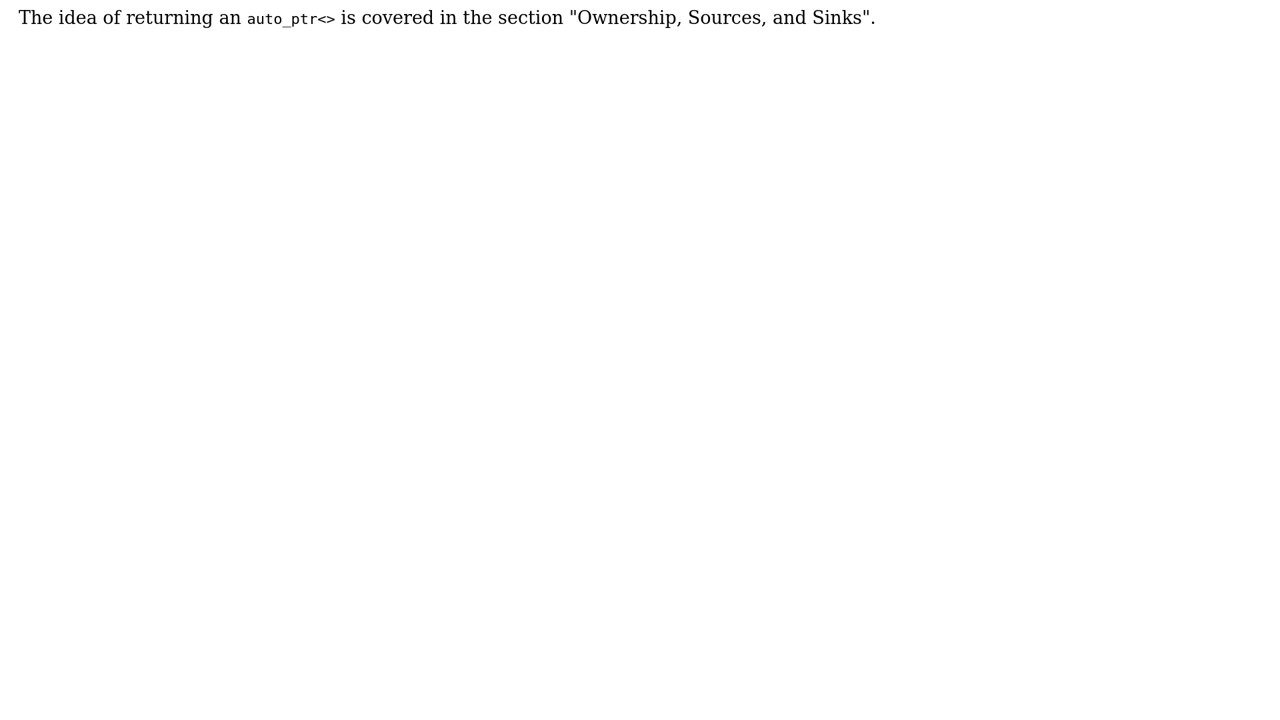 The idea of returning an auto_ptr<> is covered in the section "Ownership, Sources, and Sinks".